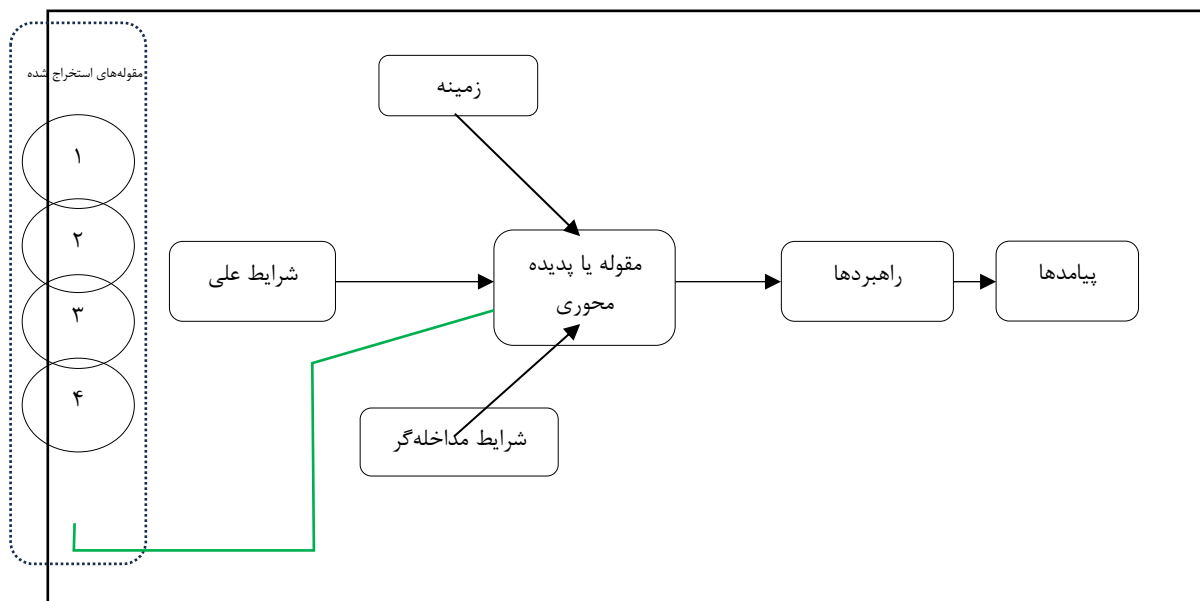 مقوله‌های استخراج شده
۱
۲
۳
۴
زمینه
شرایط علی
مقوله یا پدیده
محوری
راهبردها
پیامدها
شرایط مداخله‌گر